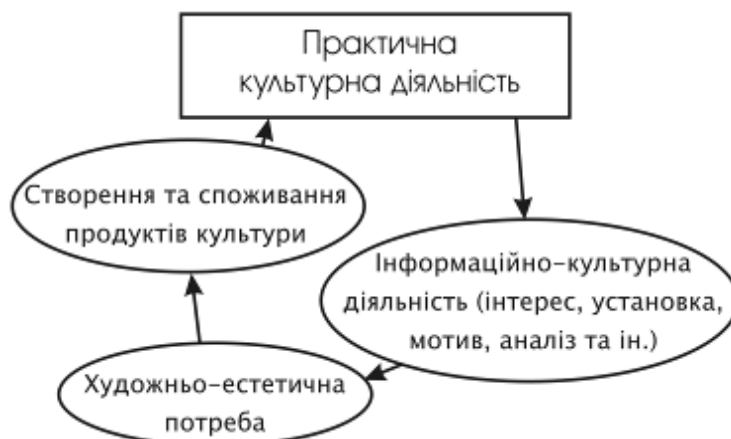 Практична
культурна діяльність
Створення та споживання
продуктів культури
Інформаційно-культурна
діяльність (інтерес, установка,
мотив, аналіз та ін.)
Художньо-естетична
потреба